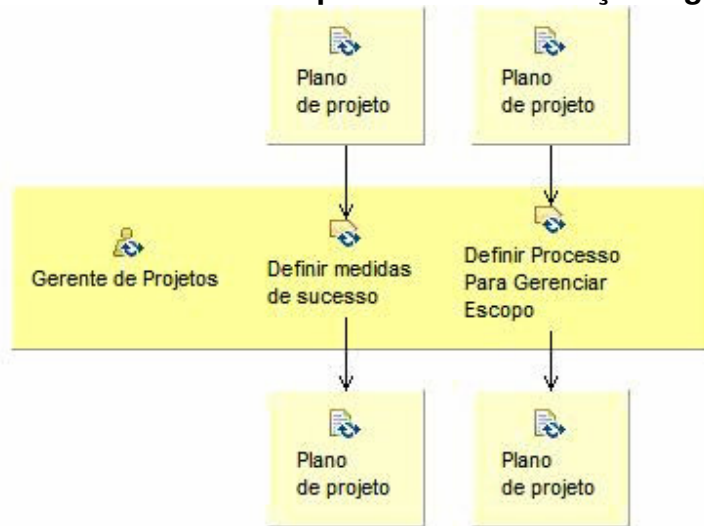 Plano
de projeto
Plano
de projeto
Gerente de Projetos
Definir medidas
de sucesso
Definir Processo
Para Gerenciar
Escopo
Plano
de projeto
Plano
de projeto